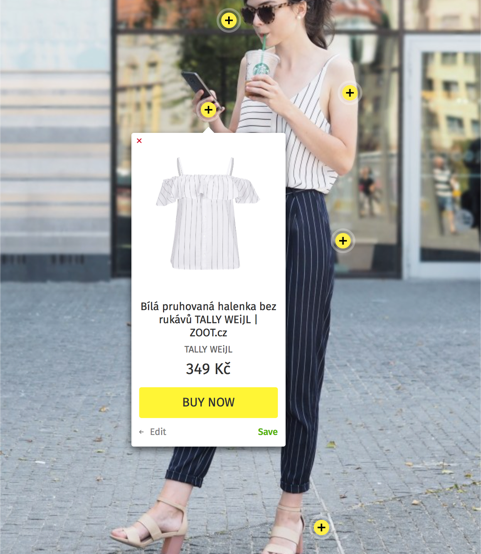 Bílá pruhovaná halenka bez
rukávů TALLY WEiJL |
ZOOT.cz
TALLY WEiJL
349 Kč
BUY NOW
← Edit
Save